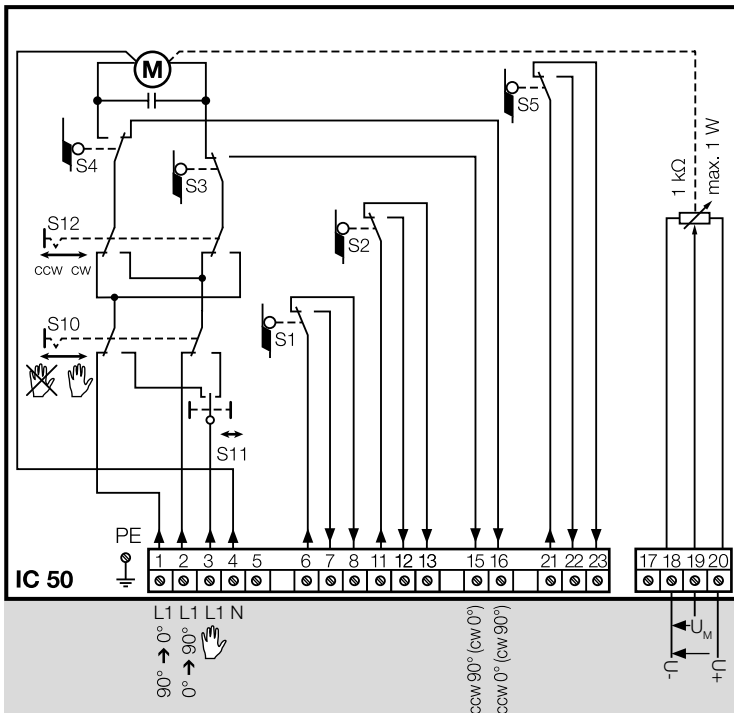 M
S5
S4
S3
1 kΩ
max. 1 W
S12
S2
ccw cw
S10
S1
S11
PE
1 2 3 4 5 6 7 8 11 12 13 15 16 21 22 23 17 18 19 20
IC 50
L1 L1 L1 N
90° → 0°
0° → 90°
ccw 90° (cw 0°)
ccw 0° (cw 90°)
UM
U-
U+